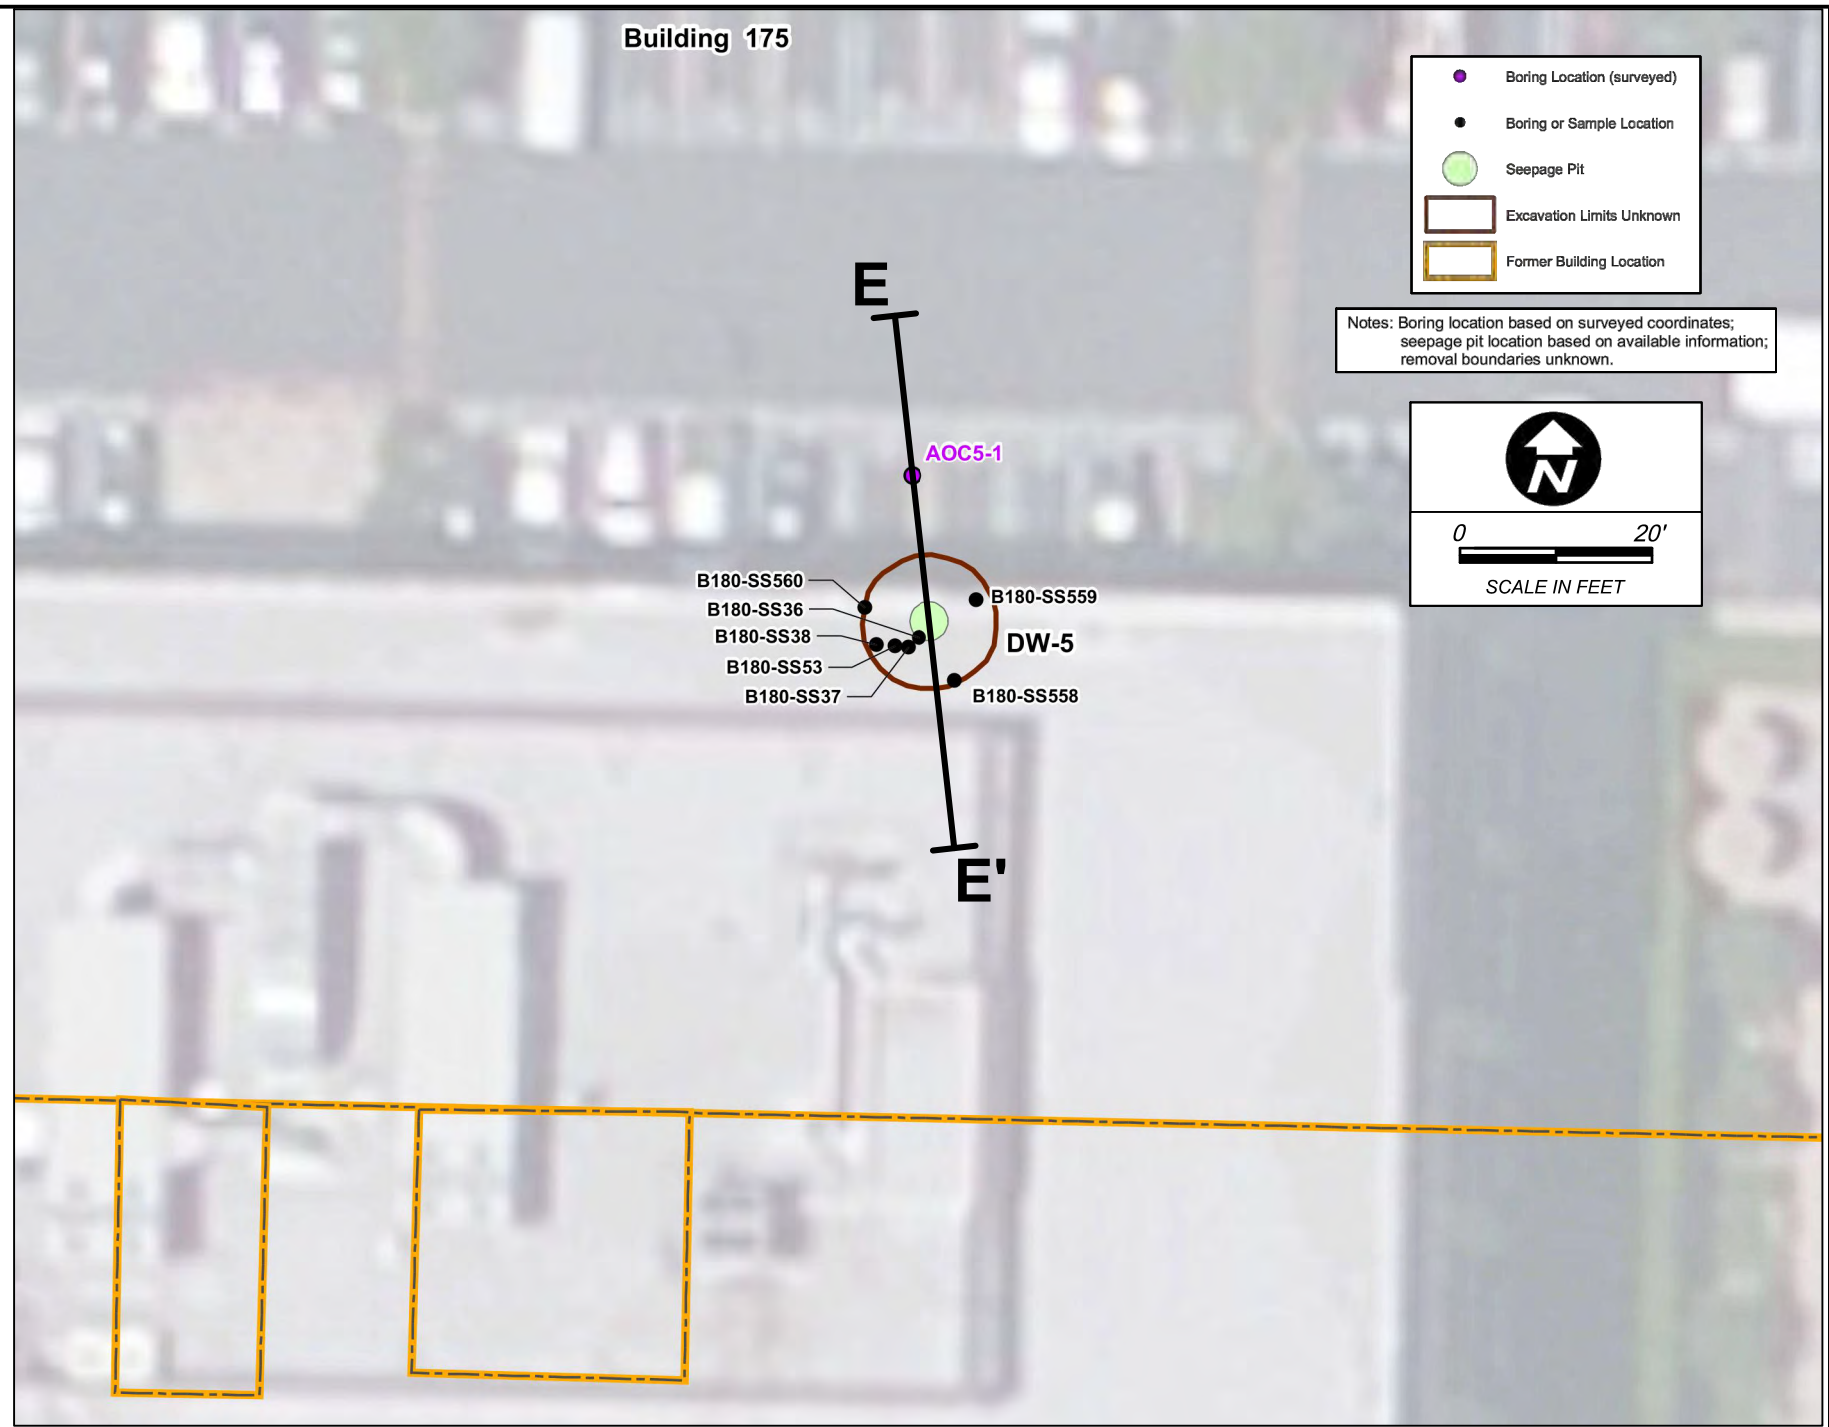 Building 175
Boring Location (surveyed)
Boring or Sample Location
Seepage Pit
Excavation Limits Unknown
Former Building Location
Notes: Boring location based on surveyed coordinates;
seepage pit location based on available information;
removal boundaries unknown.
N
0 20'
SCALE IN FEET
E
AOC5-1
B180-SS560
B180-SS559
B180-SS36
B180-SS38
DW-5
B180-SS53
B180-SS37
B180-SS558
E'